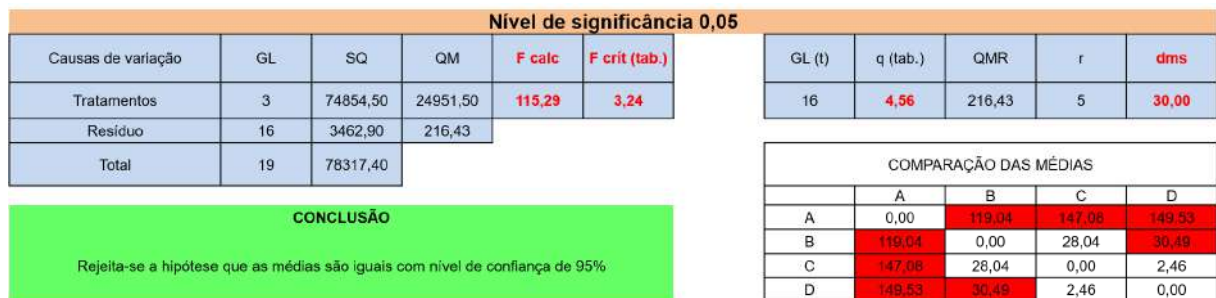 Nível de significância 0,05
Causas de variação GL SQ QM F calc F crít (tab.)
Tratamentos 3 74854,50 24951,50 115,29 3,24
Resíduo 16 3462,90 216,43
Total 19 78317,40
CONCLUSÃO
Rejeita-se a hipótese que as médias são iguais com nível de confiança de 95%
GL (t) q (tab.) QMR r dms
16 4,56 216,43 5 30,00
COMPARAÇÃO DAS MÉDIAS
A B C D
A 0,00 119,04 147,08 149,53
B 119,04 0,00 28,04 30,49
C 147,08 28,04 0,00 2,46
D 149,53 30,49 2,46 0,00